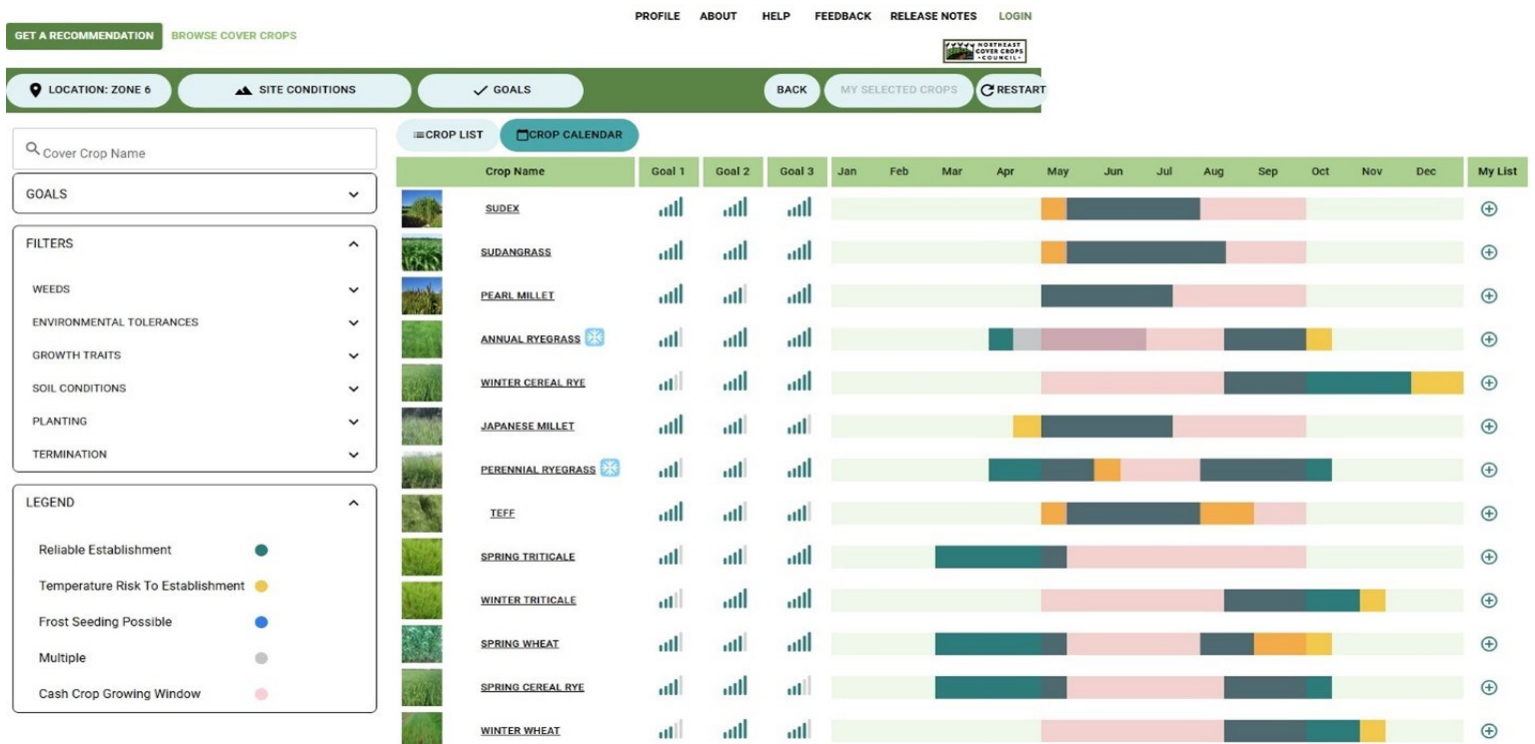 PROFILE ABOUT HELP FEEDBACK RELEASE NOTES LOGIN
GET A RECOMMENDATION BROWSE COVER CROPS
NORTHEAST
COVER CROPS
COUNCIL
LOCATION: ZONE 6 SITE CONDITIONS GOALS BACK MY SELECTED CROPS RESTART
CROP LIST CROP CALENDAR
Cover Crop Name
GOALS
FILTERS
WEEDS
ENVIRONMENTAL TOLERANCES
GROWTH TRAITS
SOIL CONDITIONS
PLANTING
TERMINATION
LEGEND
Reliable Establishment
Temperature Risk To Establishment
Frost Seeding Possible
Multiple
Cash Crop Growing Window
Crop Name Goal 1 Goal 2 Goal 3 Jan Feb Mar Apr May Jun Jul Aug Sep Oct Nov Dec My List
SUDEX
SUDANGRASS
PEARL MILLET
ANNUAL RYEGRASS
WINTER CEREAL RYE
JAPANESE MILLET
PERENNIAL RYEGRASS
TEFF
SPRING TRITICALE
WINTER TRITICALE
SPRING WHEAT
SPRING CEREAL RYE
WINTER WHEAT